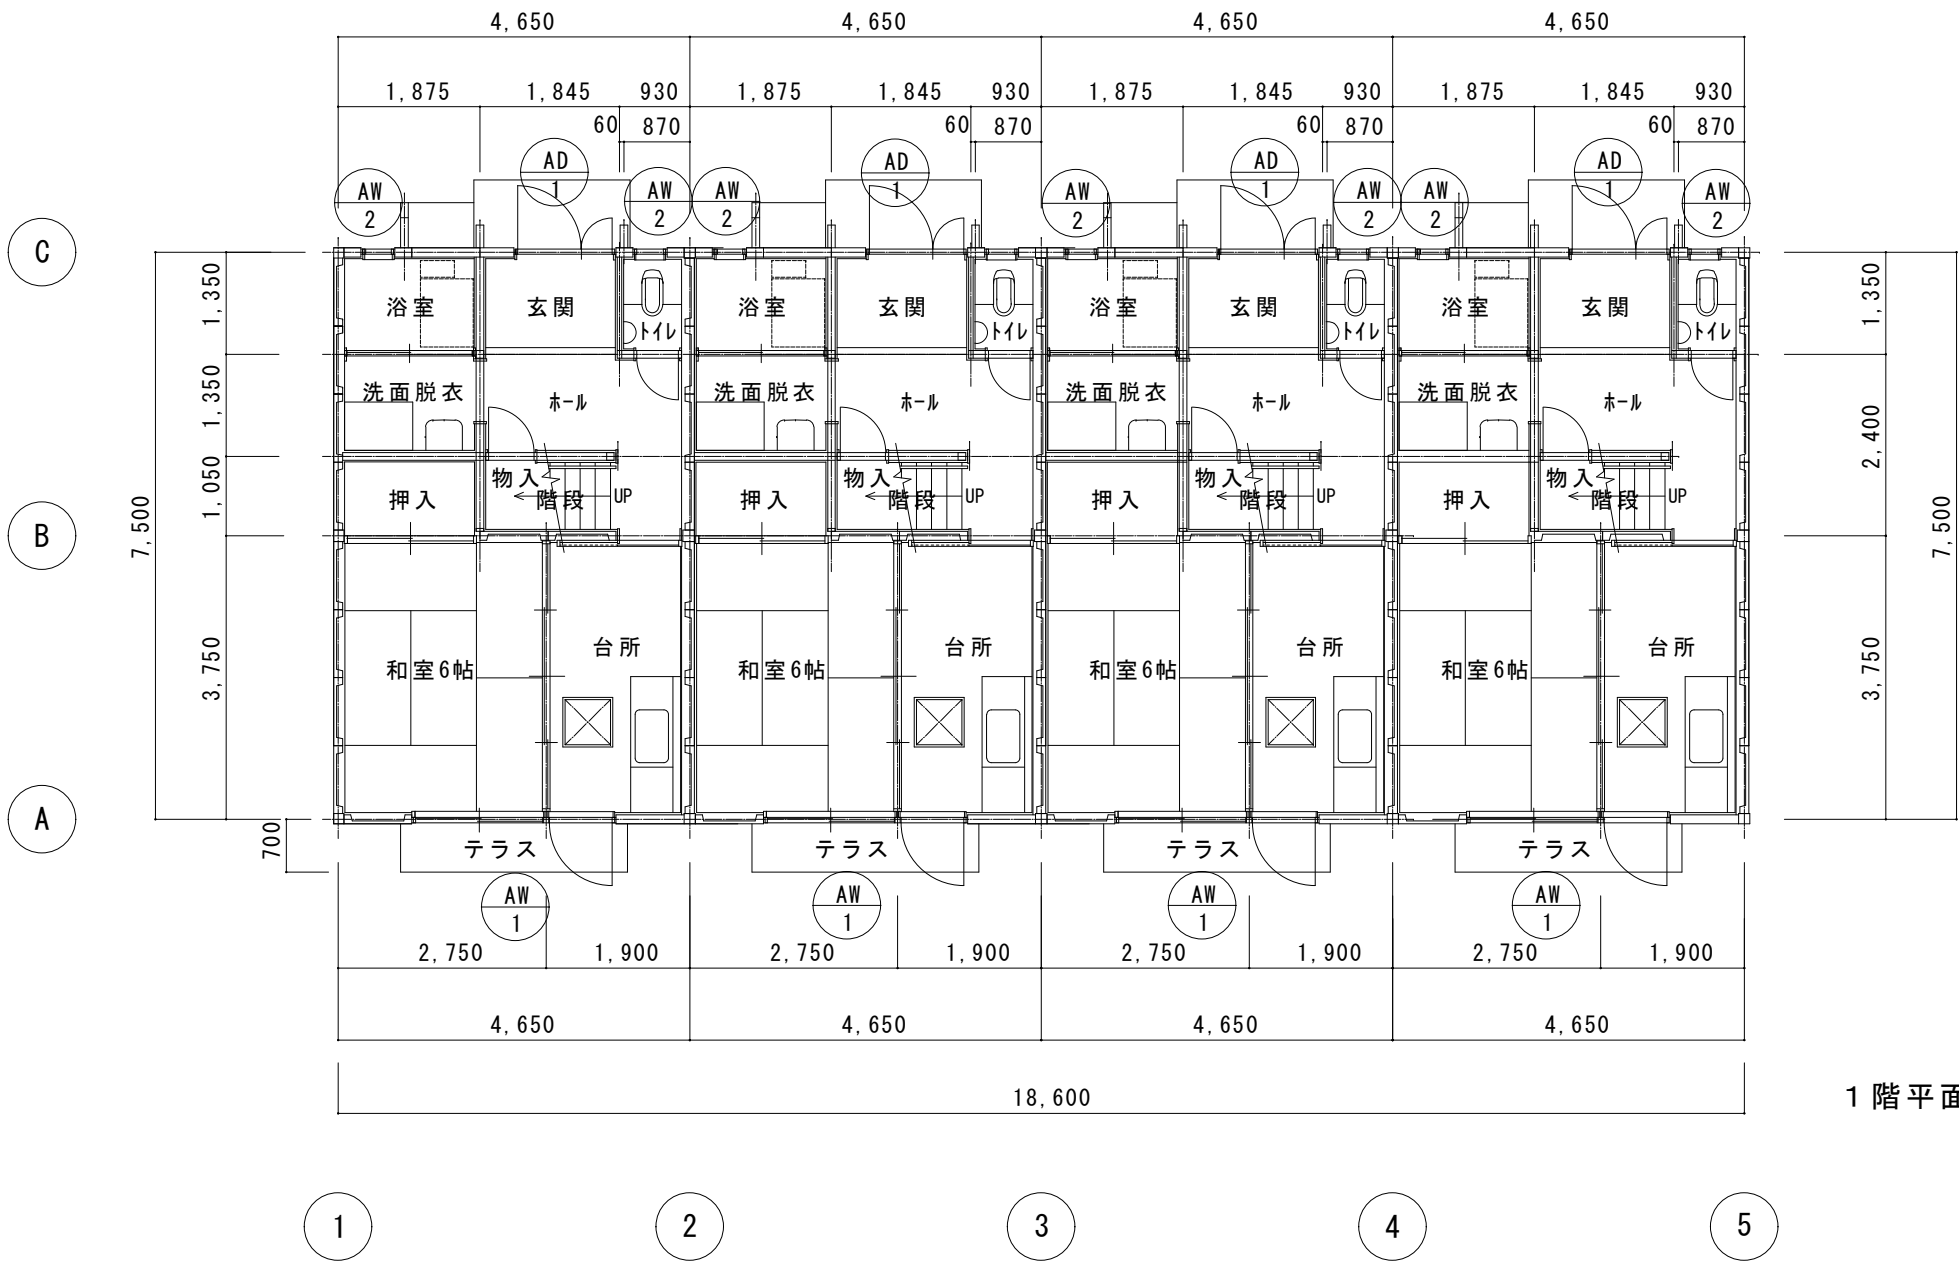 4,650 4,650 4,650 4,650
1,875 1,845 930 1,875 1,845 930 1,875 1,845 930 1,875 1,845 930
60 870 60 870 60 870 60 870
AD 1 AD 1 AD 1 AD 1
AW 2 AW 2 AW 2 AW 2 AW 2 AW 2 AW 2
C
1,350 1,350
浴室 玄関 トイレ 浴室 玄関 トイレ 浴室 玄関 トイレ 浴室 玄関 トイレ
1,350 2,400
洗面脱衣 ホール 洗面脱衣 ホール 洗面脱衣 ホール 洗面脱衣 ホール
1,050
押入 物入 階段 UP 押入 物入 階段 UP 押入 物入 階段 UP 押入 物入 階段 UP
7,500 7,500
B
3,750 3,750
和室6帖 台所 和室6帖 台所 和室6帖 台所 和室6帖 台所
A
700
テラス テラス テラス テラス
AW 1 AW 1 AW 1 AW 1
2,750 1,900 2,750 1,900 2,750 1,900 2,750 1,900
4,650 4,650 4,650 4,650
18,600
1階平面
1 2 3 4 5